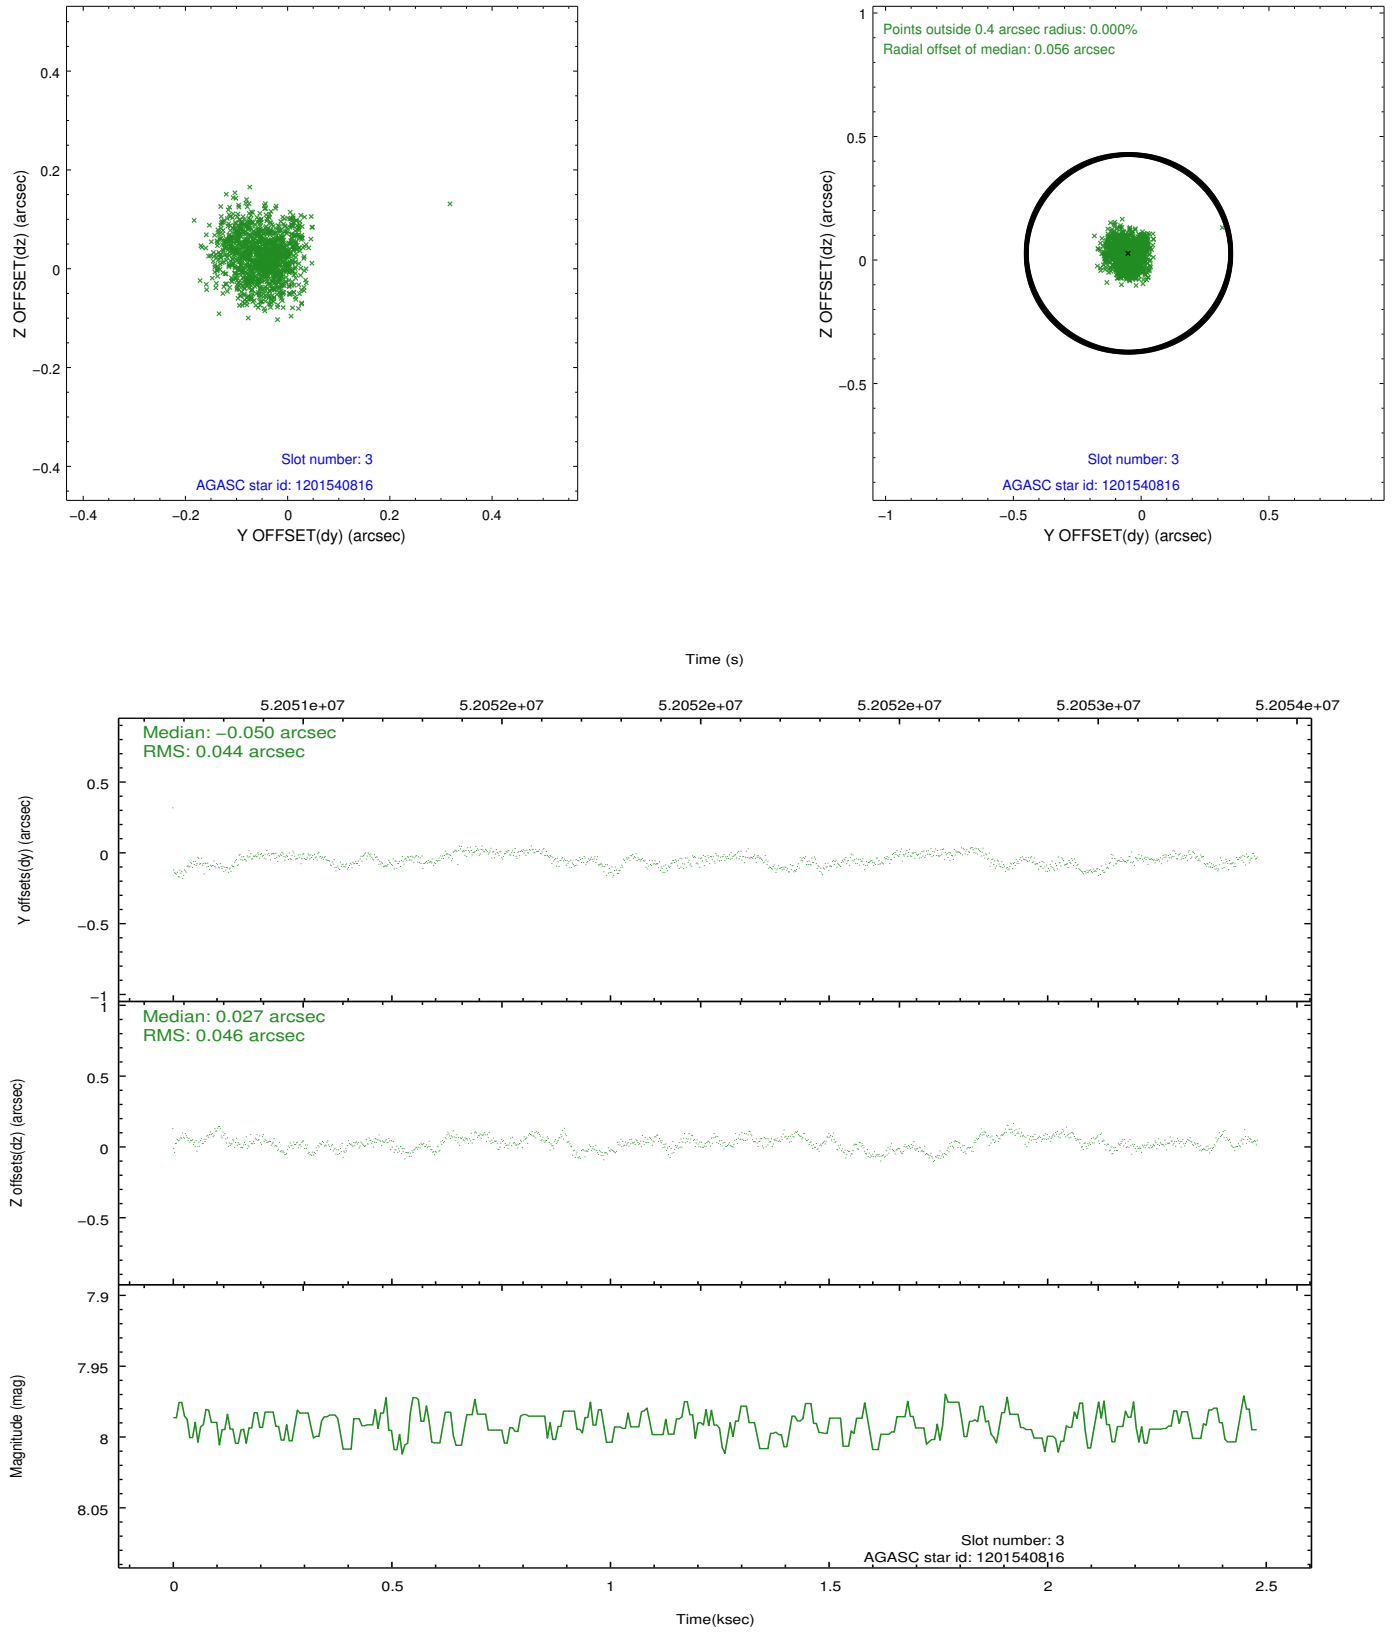 0.4
0.2
0
−0.2
−0.4
Z OFFSET(dz) (arcsec)
Slot number: 3
AGASC star id: 1201540816
−0.4
−0.2
0
0.2
0.4
Y OFFSET(dy) (arcsec)
Points outside 0.4 arcsec radius: 0.000%
Radial offset of median: 0.056 arcsec
1
0.5
0
−0.5
Z OFFSET(dz) (arcsec)
Slot number: 3
AGASC star id: 1201540816
−1
−0.5
0
0.5
Y OFFSET(dy) (arcsec)
Time (s)
5.2051e+07
5.2052e+07
5.2052e+07
5.2052e+07
5.2053e+07
5.2054e+07
Median: −0.050 arcsec
RMS: 0.044 arcsec
0.5
0
−0.5
−1
Y offsets(dy) (arcsec)
Median: 0.027 arcsec
RMS: 0.046 arcsec
1
0.5
0
−0.5
Z offsets(dz) (arcsec)
7.9
7.95
8
8.05
Magnitude (mag)
Slot number: 3
AGASC star id: 1201540816
0
0.5
1
1.5
2
2.5
Time(ksec)